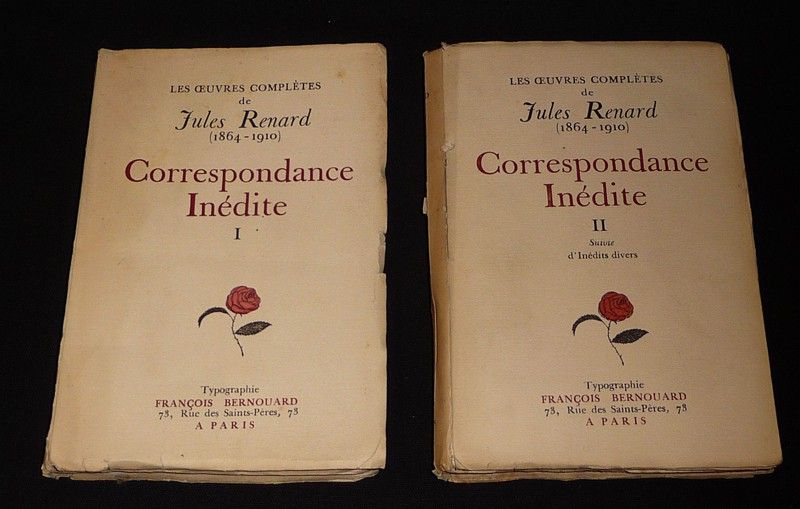 LES ŒUVRES COMPLÈTES
de
Jules Renard
(1864-1910)
Correspondance
Inédite
I
Typographie
FRANÇOIS BERNOUARD
73, Rue des Saints-Pères, 73
A PARIS
LES ŒUVRES COMPLÈTES
de
Jules Renard
(1864-1910)
Correspondance
Inédite
II
Suivie
d'Inédits divers
Typographie
FRANÇOIS BERNOUARD
73, Rue des Saints-Pères, 73
A PARIS